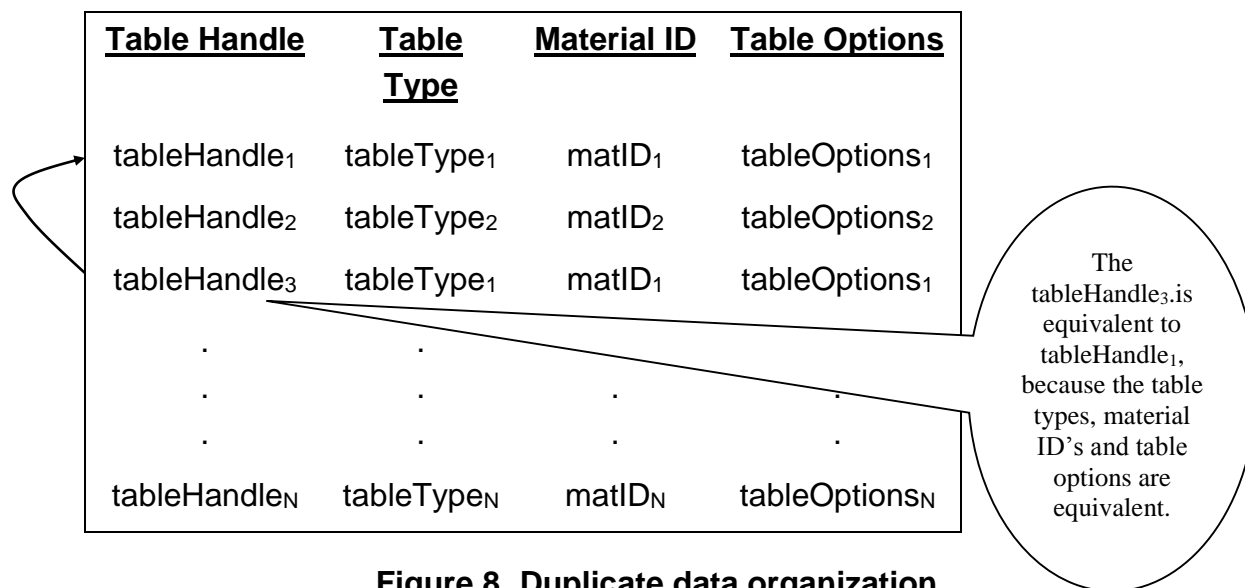 Table Handle Table Material ID Table Options
Type
tableHandle₁ tableType₁ matID₁ tableOptions₁
tableHandle₂ tableType₂ matID₂ tableOptions₂
tableHandle₃ tableType₁ matID₁ tableOptions₁
. .
. . . .
. . . .
tableHandleN tableTypeN matIDN tableOptionsN
The
tableHandle₃.is
equivalent to
tableHandle₁,
because the table
types, material
ID’s and table
options are
equivalent.
Figure 8. Duplicate data organization